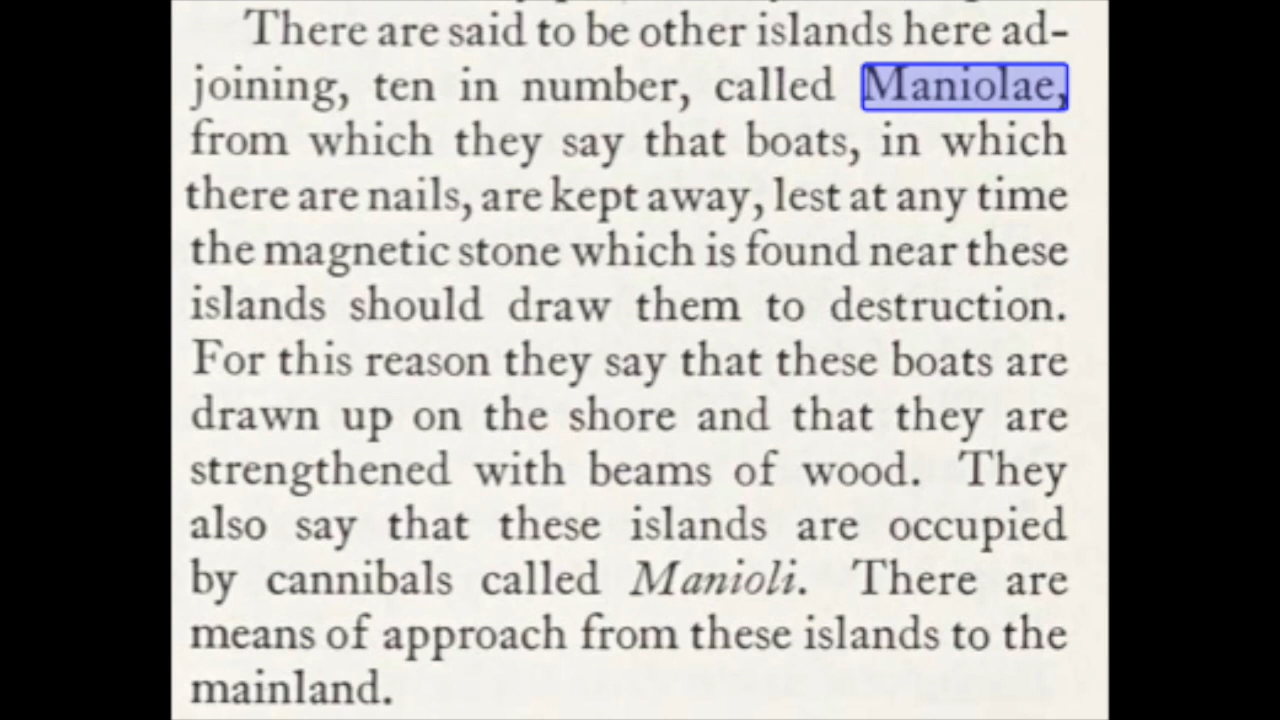 There are said to be other islands here ad-
joining, ten in number, called Maniolae,
from which they say that boats, in which
there are nails, are kept away, lest at any time
the magnetic stone which is found near these
islands should draw them to destruction.
For this reason they say that these boats are
drawn up on the shore and that they are
strengthened with beams of wood. They
also say that these islands are occupied
by cannibals called Manioli. There are
means of approach from these islands to the
mainland.